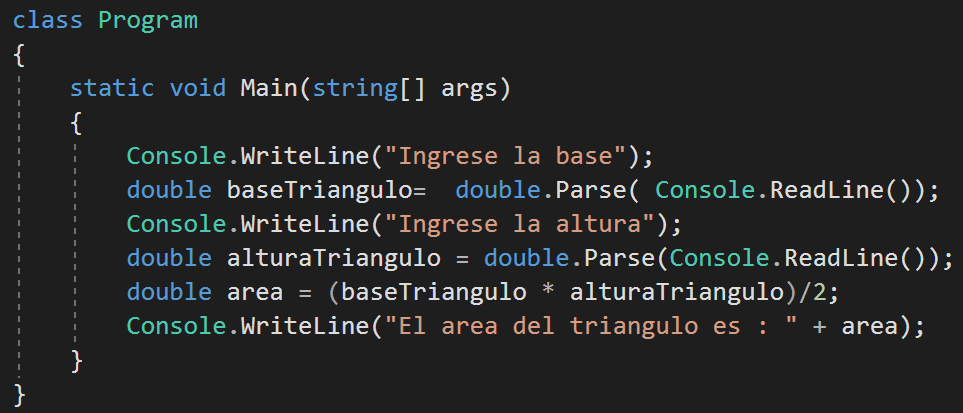 class Program
{
static void Main(string[] args)
{
Console.WriteLine("Ingrese la base");
double baseTriangulo=  double.Parse( Console.ReadLine());
Console.WriteLine("Ingrese la altura");
double alturaTriangulo = double.Parse(Console.ReadLine());
double area = (baseTriangulo * alturaTriangulo)/2;
Console.WriteLine("El area del triangulo es : " + area);
}
}